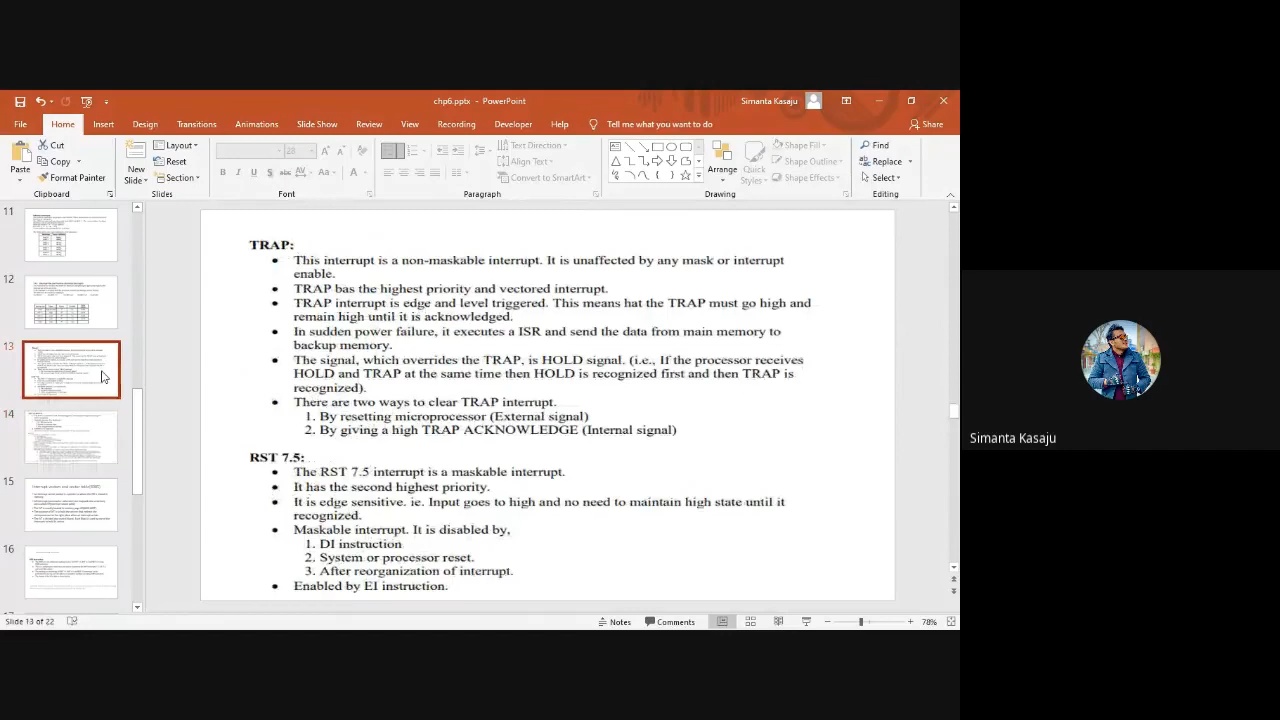 chp6.pptx - PowerPoint
Simanta Kasaju
File Home Insert Design Transitions Animations Slide Show Review View Recording Developer Help Tell me what you want to do Share
Paste
Cut
Copy
Format Painter
Clipboard
New
Slide
Layout
Reset
Section
Slides
28
Font
Text Direction
Align Text
Convert to SmartArt
Paragraph
Arrange
Quick
Styles
Shape Fill
Shape Outline
Shape Effects
Drawing
Find
Replace
Select
Editing
11
12
13
14
15
16
TRAP:
• This interrupt is a non-maskable interrupt. It is unaffected by any mask or interrupt
enable.
• TRAP bas the highest priority and vectored interrupt.
• TRAP interrupt is edge and level triggered. This means hat the TRAP must go high and
remain high until it is acknowledged.
• In sudden power failure, it executes a ISR and send the data from main memory to
backup memory.
• The signal, which overrides the TRAP, is HOLD signal. (i.e., If the processor receives
HOLD and TRAP at the same time then HOLD is recognized first and then TRAP is
recognized).
• There are two ways to clear TRAP interrupt.
1. By resetting microprocessor (External signal)
2. By giving a high TRAP ACKNOWLEDGE (Internal signal)
RST 7.5:
• The RST 7.5 interrupt is a maskable interrupt.
• It has the second highest priority.
• It is edge sensitive. ie. Input goes to high and no need to maintain high state until it
recognized.
• Maskable interrupt. It is disabled by,
1. DI instruction
2. System or processor reset.
3. After reorganization of interrupt.
• Enabled by EI instruction.
Slide 13 of 22
Notes Comments 78%
Simanta Kasaju